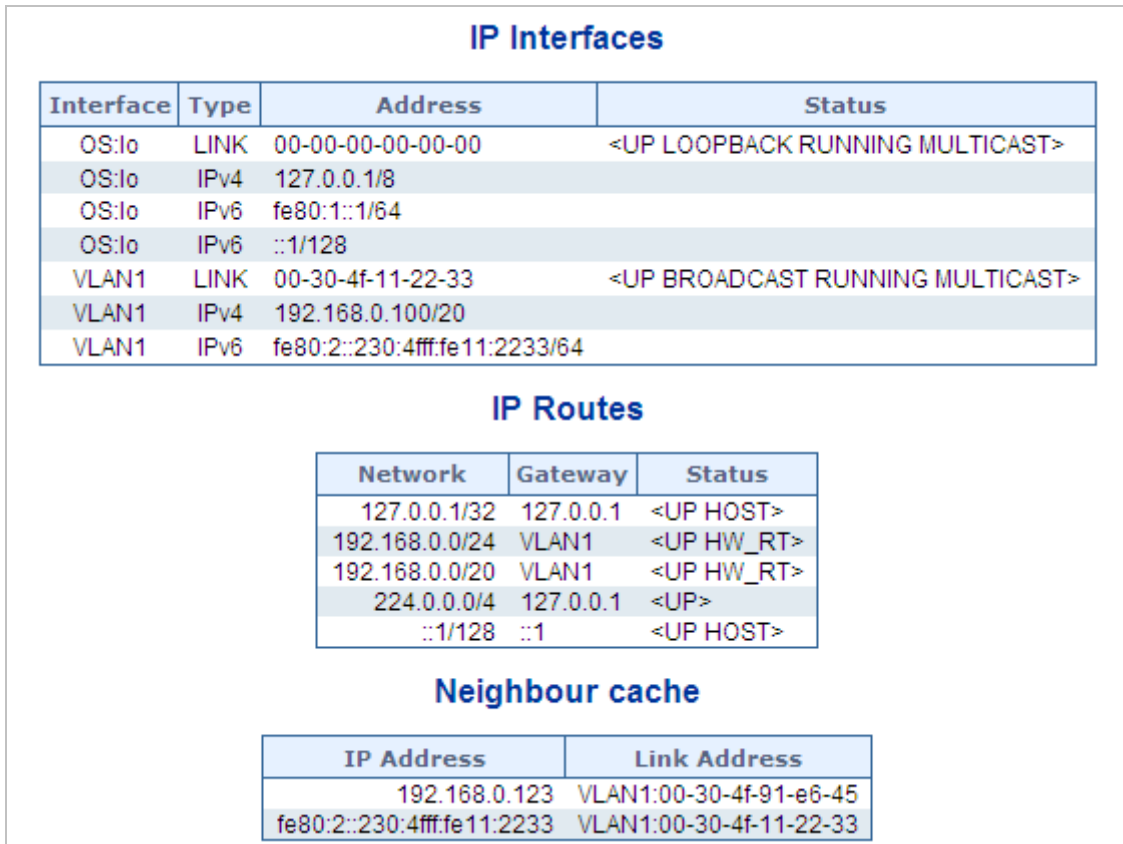 IP Interfaces
Interface Type Address Status
OS:lo LINK 00-00-00-00-00-00 <UP LOOPBACK RUNNING MULTICAST>
OS:lo IPv4 127.0.0.1/8
OS:lo IPv6 fe80:1::1/64
OS:lo IPv6 ::1/128
VLAN1 LINK 00-30-4f-11-22-33 <UP BROADCAST RUNNING MULTICAST>
VLAN1 IPv4 192.168.0.100/20
VLAN1 IPv6 fe80:2::230:4fff:fe11:2233/64
IP Routes
Network Gateway Status
127.0.0.1/32 127.0.0.1 <UP HOST>
192.168.0.0/24 VLAN1 <UP HW_RT>
192.168.0.0/20 VLAN1 <UP HW_RT>
224.0.0.0/4 127.0.0.1 <UP>
::1/128 ::1 <UP HOST>
Neighbour cache
IP Address Link Address
192.168.0.123 VLAN1:00-30-4f-91-e6-45
fe80:2::230:4fff:fe11:2233 VLAN1:00-30-4f-11-22-33